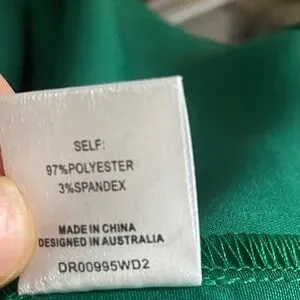 SELF:
97%POLYESTER
3%SPANDEX
MADE IN CHINA
DESIGNED IN AUSTRALIA
DR00995WD2